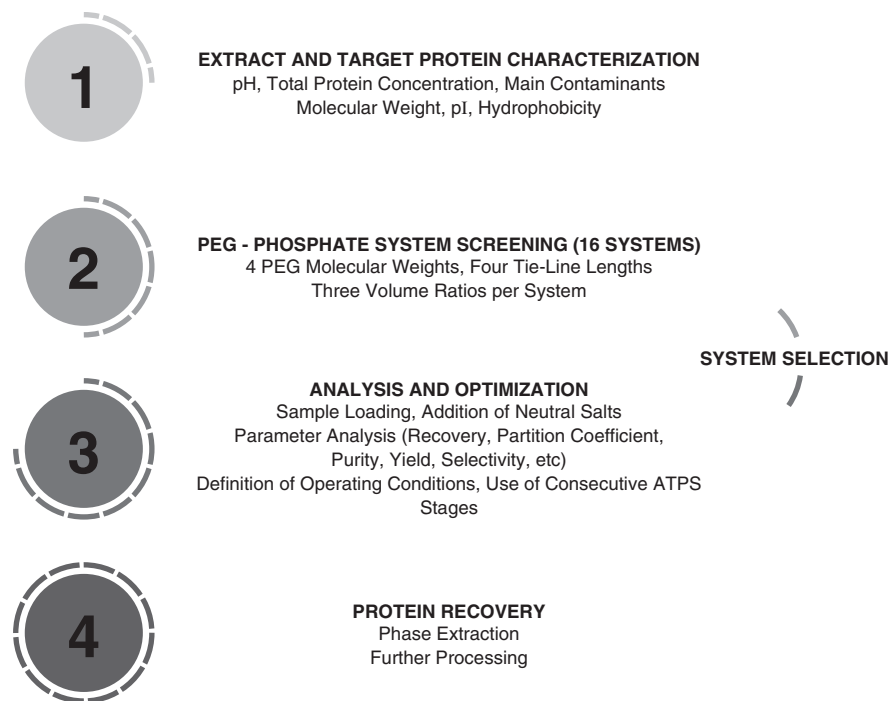 1
EXTRACT AND TARGET PROTEIN CHARACTERIZATION
pH, Total Protein Concentration, Main Contaminants
Molecular Weight, pI, Hydrophobicity
2
PEG - PHOSPHATE SYSTEM SCREENING (16 SYSTEMS)
4 PEG Molecular Weights, Four Tie-Line Lengths
Three Volume Ratios per System
SYSTEM SELECTION
3
ANALYSIS AND OPTIMIZATION
Sample Loading, Addition of Neutral Salts
Parameter Analysis (Recovery, Partition Coefficient,
Purity, Yield, Selectivity, etc)
Definition of Operating Conditions, Use of Consecutive ATPS
Stages
4
PROTEIN RECOVERY
Phase Extraction
Further Processing